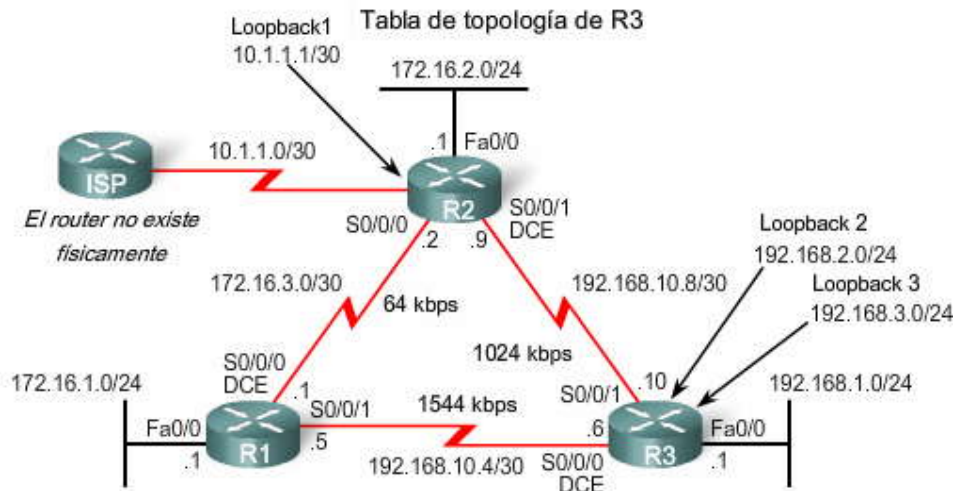 Tabla de topología de R3
Loopback1
10.1.1.1/30
172.16.2.0/24
.1 Fa0/0
10.1.1.0/30
ISP
El router no existe
físicamente
R2
S0/0/0
.2
.9
S0/0/1
DCE
Loopback 2
192.168.2.0/24
Loopback 3
192.168.3.0/24
172.16.3.0/30
64 kbps
192.168.10.8/30
1024 kbps
172.16.1.0/24
S0/0/0
DCE
.1
S0/0/1
.5
1544 kbps
S0/0/1
.10
192.168.1.0/24
Fa0/0
.1
R1
192.168.10.4/30
.6
S0/0/0
DCE
R3
Fa0/0
.1